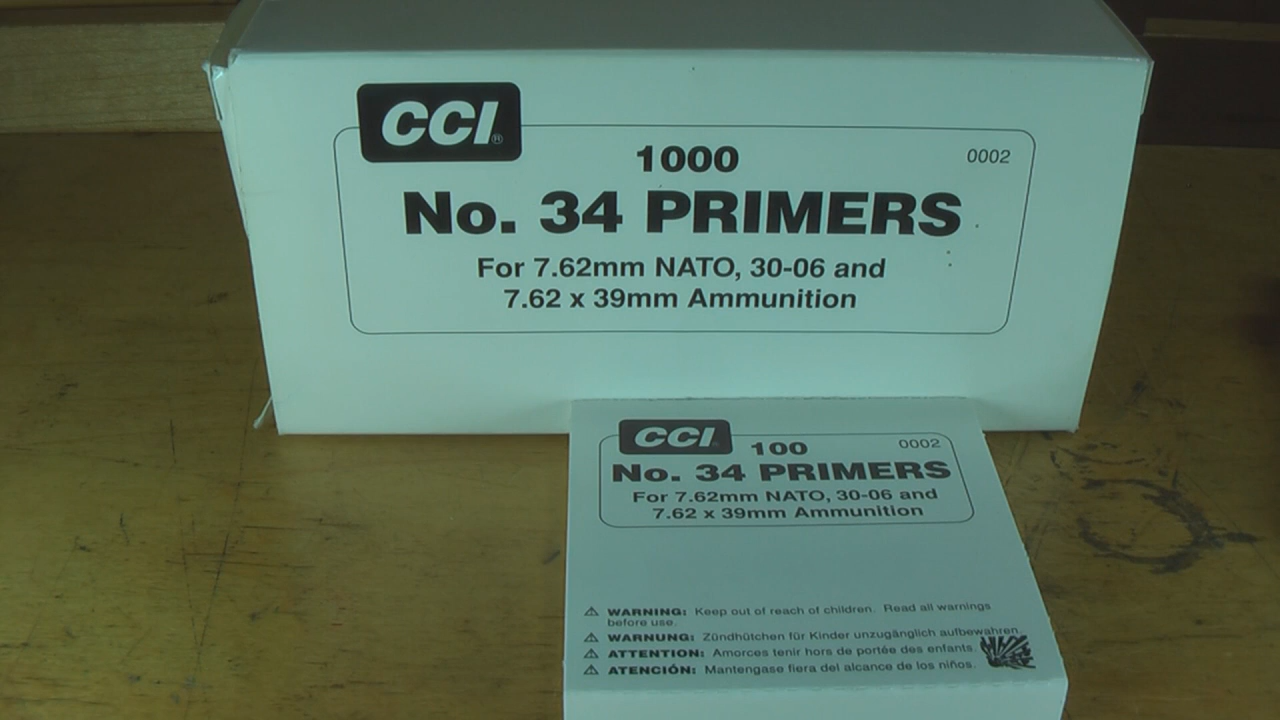 CCI®
1000
0002
No. 34 PRIMERS
For 7.62mm NATO, 30-06 and
7.62 x 39mm Ammunition
CCI
100
0002
No. 34 PRIMERS
For 7.62mm NATO, 30-06 and
7.62 x 39mm Ammunition
⚠ WARNING: Keep out of reach of children. Read all warnings
before use.
⚠ WARNUNG: Zündhütchen für Kinder unzugänglich aufbewahren.
⚠ ATTENTION: Amorces tenir hors de portée des enfants.
⚠ ATENCIÓN: Mantengase fiera del alcance de los niños.